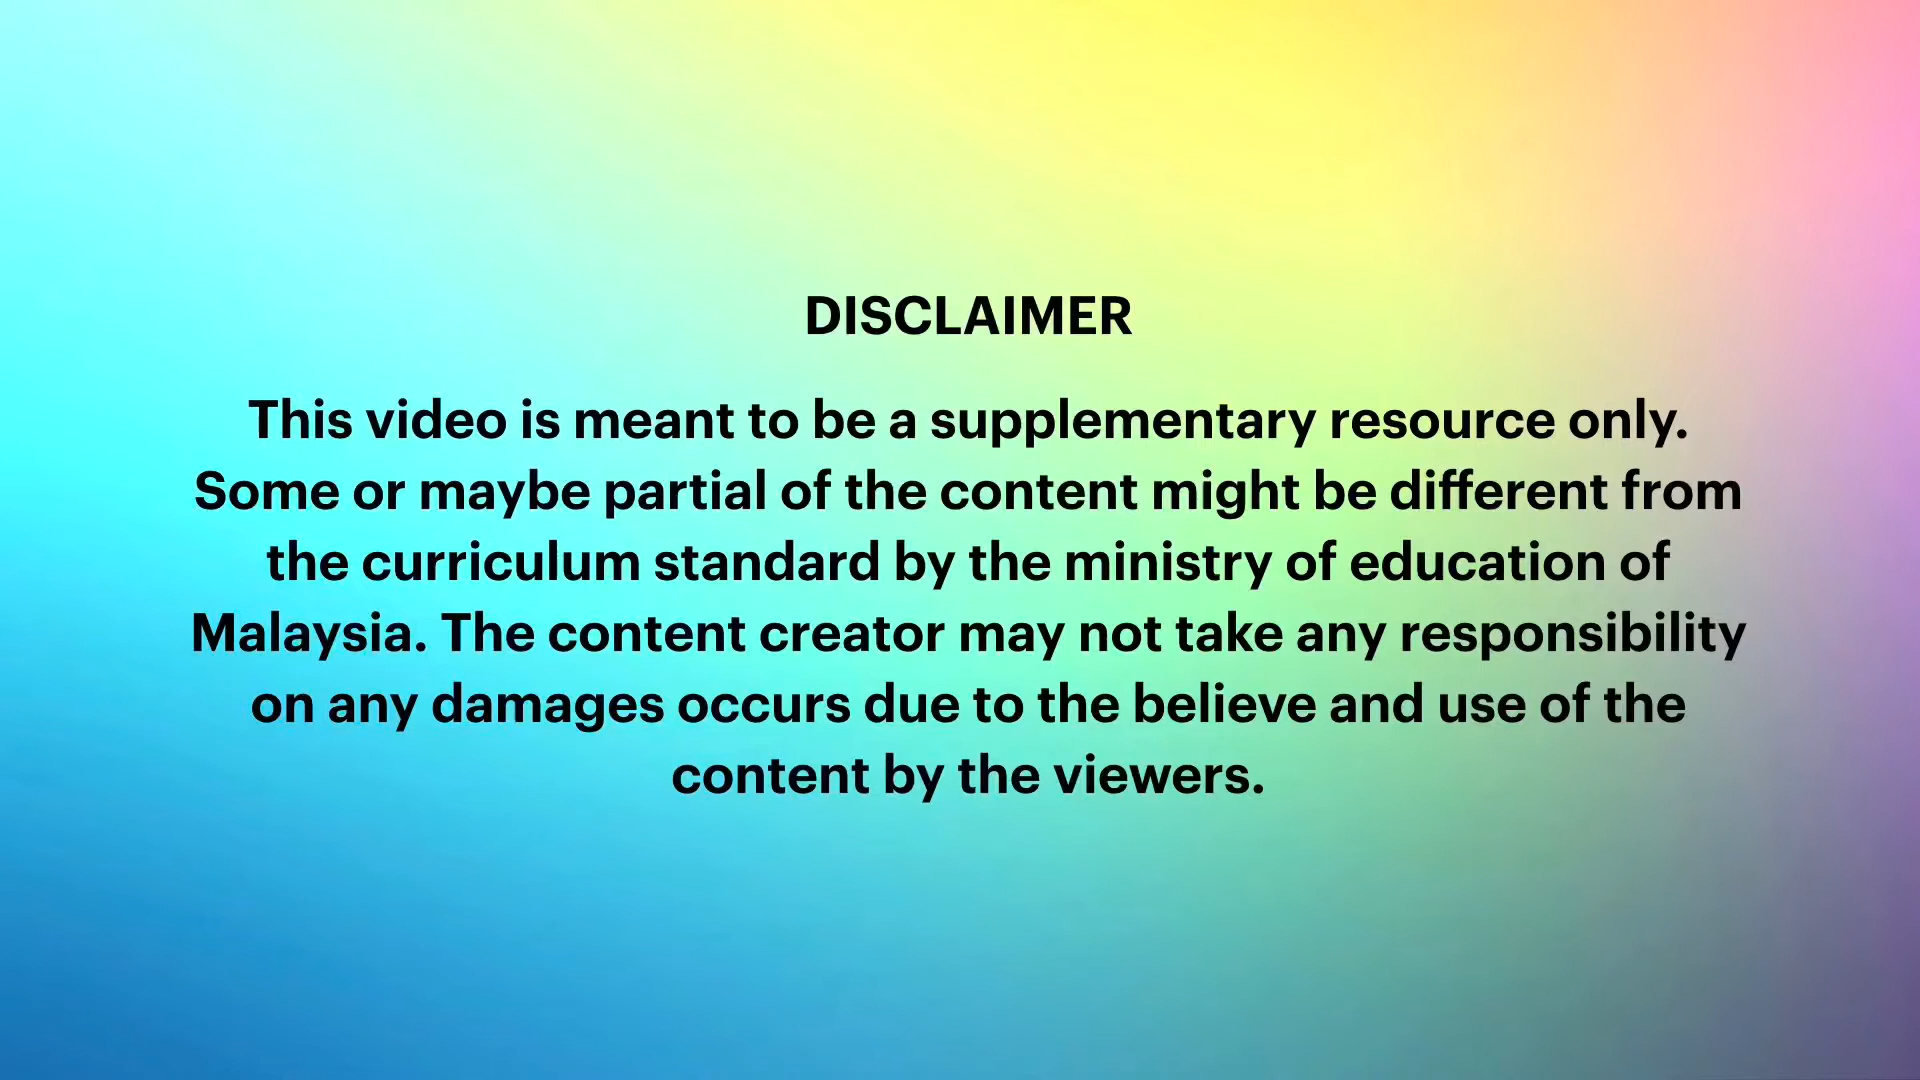 DISCLAIMER
This video is meant to be a supplementary resource only.
Some or maybe partial of the content might be different from
the curriculum standard by the ministry of education of
Malaysia. The content creator may not take any responsibility
on any damages occurs due to the believe and use of the
content by the viewers.